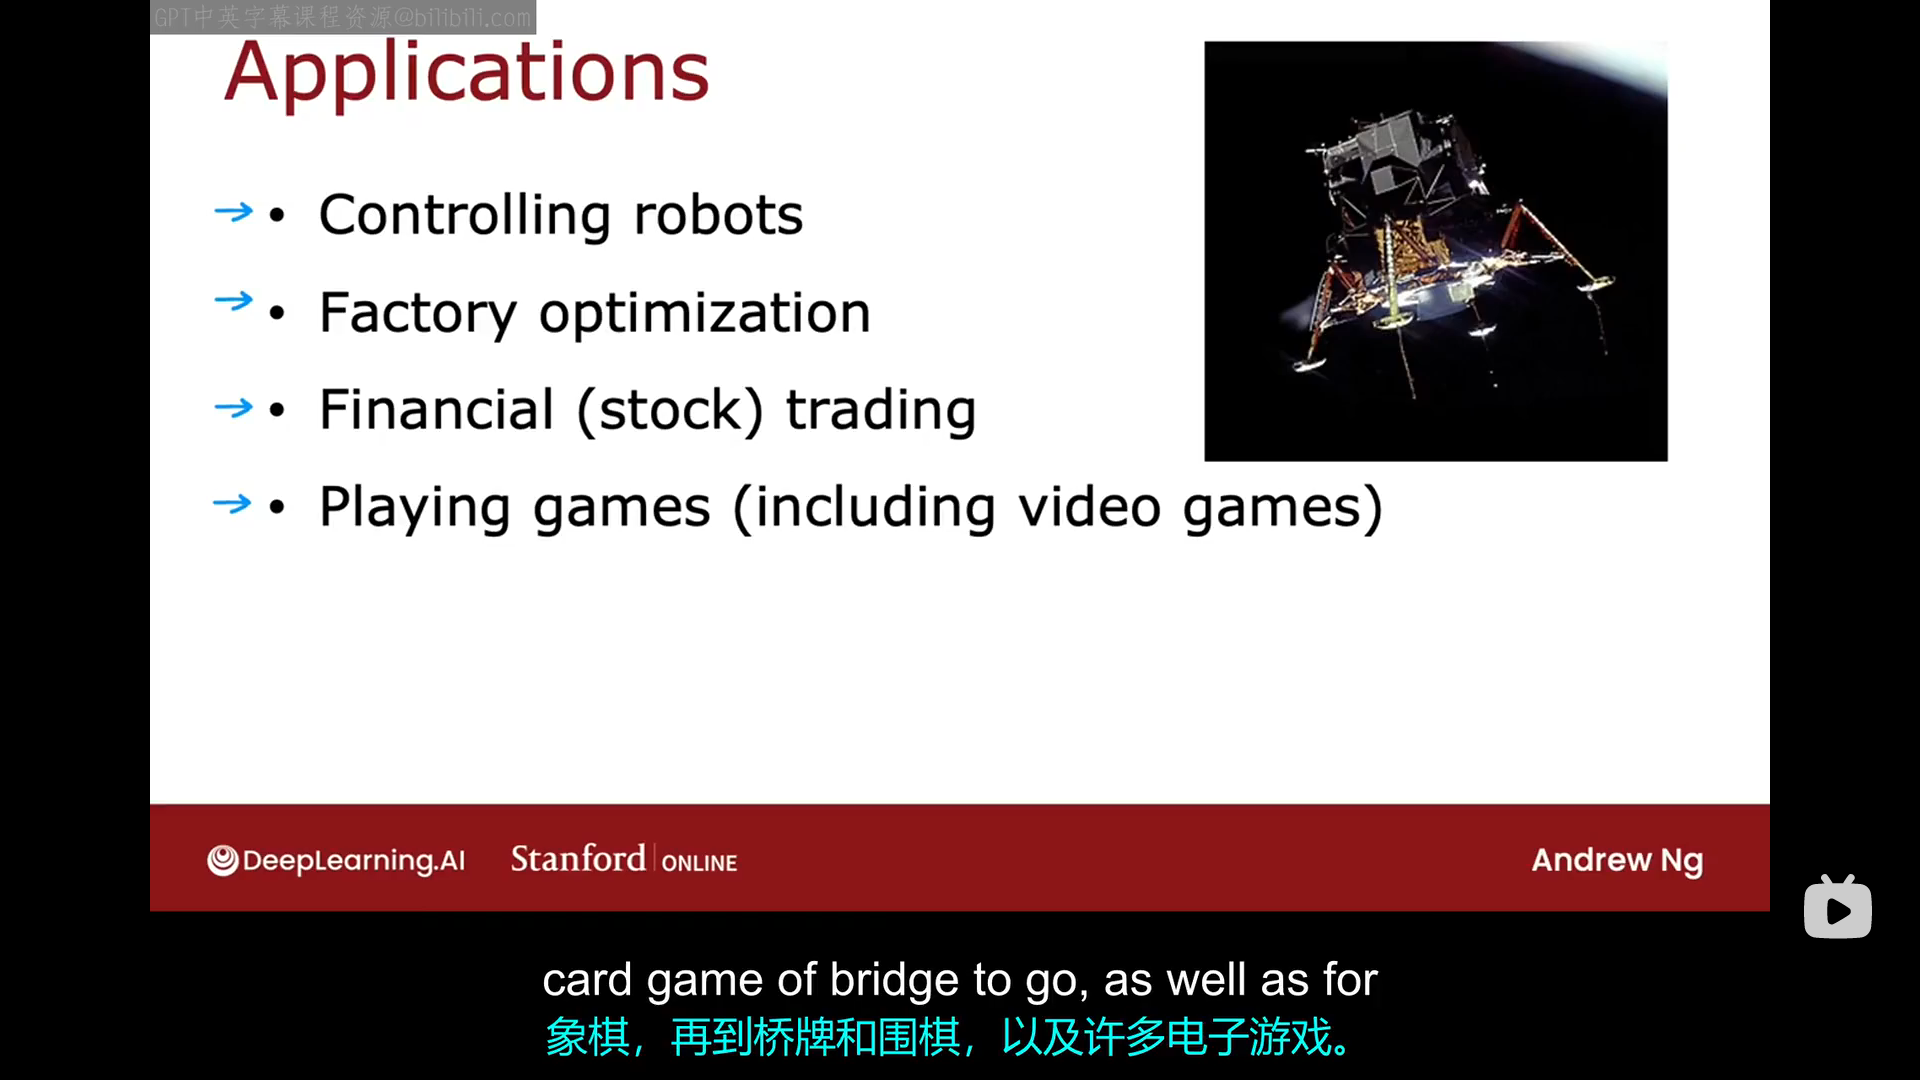 GPT中英字幕课程资源@bilibili.com
Applications
→ • Controlling robots
→ • Factory optimization
→ • Financial (stock) trading
→ • Playing games (including video games)
DeepLearning.AI Stanford ONLINE Andrew Ng
card game of bridge to go, as well as for
象棋，再到桥牌和围棋，以及许多电子游戏。